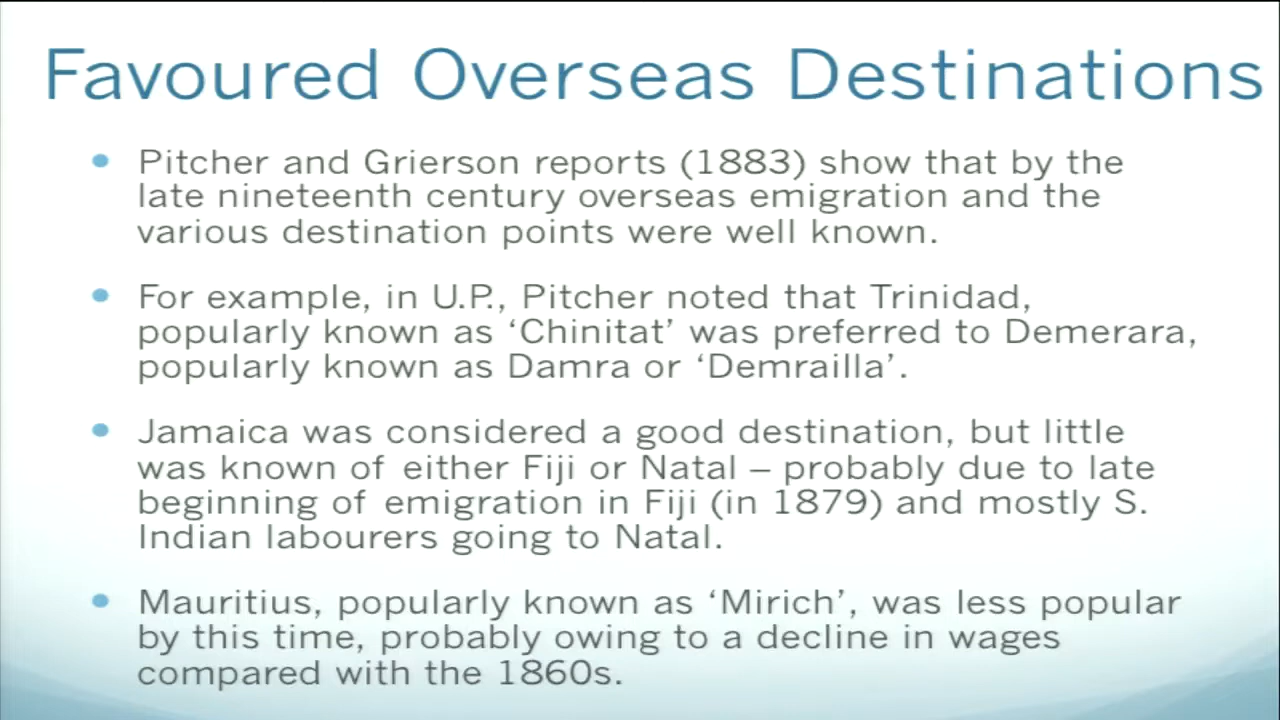 Favoured Overseas Destinations
• Pitcher and Grierson reports (1883) show that by the
late nineteenth century overseas emigration and the
various destination points were well known.
• For example, in U.P., Pitcher noted that Trinidad,
popularly known as ‘Chinitat’ was preferred to Demerara,
popularly known as Damra or ‘Demrailla’.
• Jamaica was considered a good destination, but little
was known of either Fiji or Natal – probably due to late
beginning of emigration in Fiji (in 1879) and mostly S.
Indian labourers going to Natal.
• Mauritius, popularly known as ‘Mirich’, was less popular
by this time, probably owing to a decline in wages
compared with the 1860s.